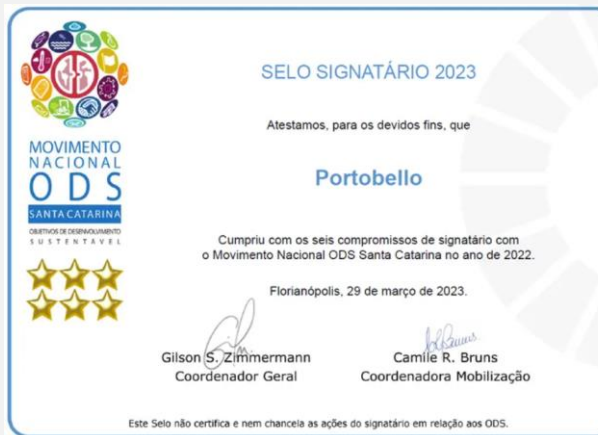 SELO SIGNATÁRIO 2023
Atestamos, para os devidos fins, que
Portobello
MOVIMENTO
NACIONAL
ODS
SANTA CATARINA
OBJETIVOS DE DESENVOLVIMENTO
SUSTENTÁVEL
Cumpriu com os seis compromissos de signatário com
o Movimento Nacional ODS Santa Catarina no ano de 2022.
Florianópolis, 29 de março de 2023.
Gilson S. Zimmermann
Coordenador Geral
Camile R. Bruns
Coordenadora Mobilização
Este Selo não certifica e nem chancela as ações do signatário em relação aos ODS.